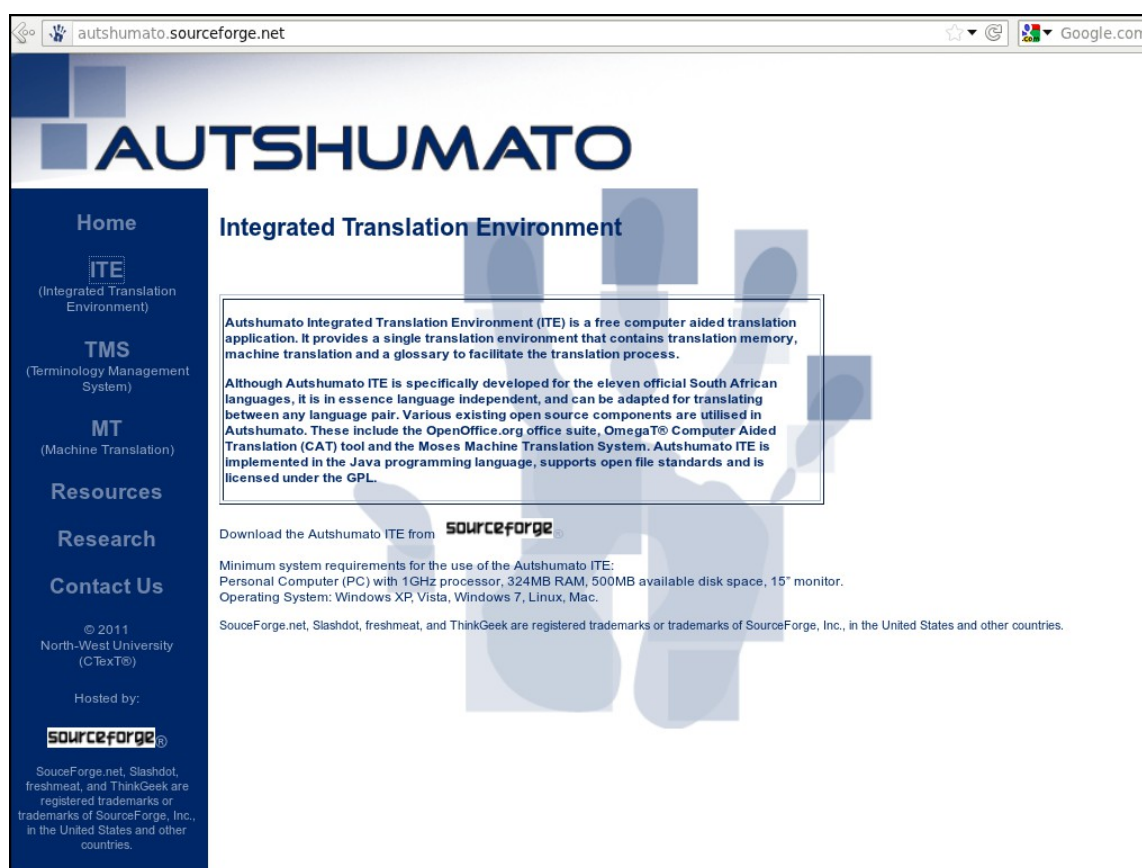 autshumato.sourceforge.net
Google.com
AUTSHUMATO
Home
ITE
(Integrated Translation
Environment)
TMS
(Terminology Management
System)
MT
(Machine Translation)
Resources
Research
Contact Us
© 2011
North-West University
(CTexT®)
Hosted by:
sourceforge®
SouceForge.net, Slashdot,
freshmeat, and ThinkGeek are
registered trademarks or
trademarks of SourceForge, Inc.,
in the United States and other
countries.
Integrated Translation Environment
Autshumato Integrated Translation Environment (ITE) is a free computer aided translation
application. It provides a single translation environment that contains translation memory,
machine translation and a glossary to facilitate the translation process.
Although Autshumato ITE is specifically developed for the eleven official South African
languages, it is in essence language independent, and can be adapted for translating
between any language pair. Various existing open source components are utilised in
Autshumato. These include the OpenOffice.org office suite, OmegaT® Computer Aided
Translation (CAT) tool and the Moses Machine Translation System. Autshumato ITE is
implemented in the Java programming language, supports open file standards and is
licensed under the GPL.
Download the Autshumato ITE from sourceforge®
Minimum system requirements for the use of the Autshumato ITE:
Personal Computer (PC) with 1GHz processor, 324MB RAM, 500MB available disk space, 15” monitor.
Operating System: Windows XP, Vista, Windows 7, Linux, Mac.
SouceForge.net, Slashdot, freshmeat, and ThinkGeek are registered trademarks or trademarks of SourceForge, Inc., in the United States and other countries.